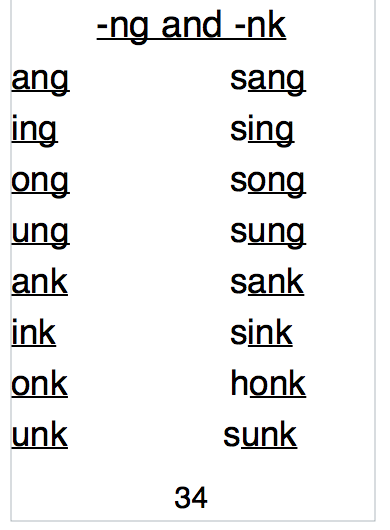 -ng and -nk
ang sang
ing sing
ong song
ung sung
ank sank
ink sink
onk honk
unk sunk
34